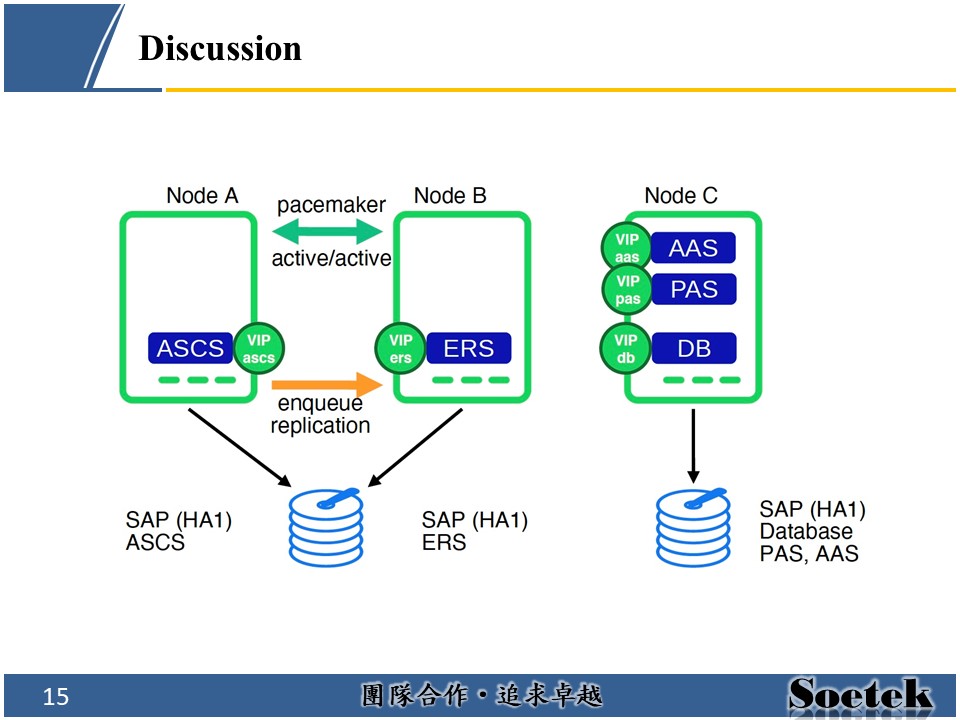 Discussion
Node A
pacemaker
active/active
Node B
Node C
ASCS
VIP
ascs
VIP
ers
ERS
VIP
aas
AAS
VIP
pas
PAS
VIP
db
DB
enqueue
replication
SAP (HA1)
ASCS
SAP (HA1)
ERS
SAP (HA1)
Database
PAS, AAS
15
團隊合作・追求卓越
Soetek